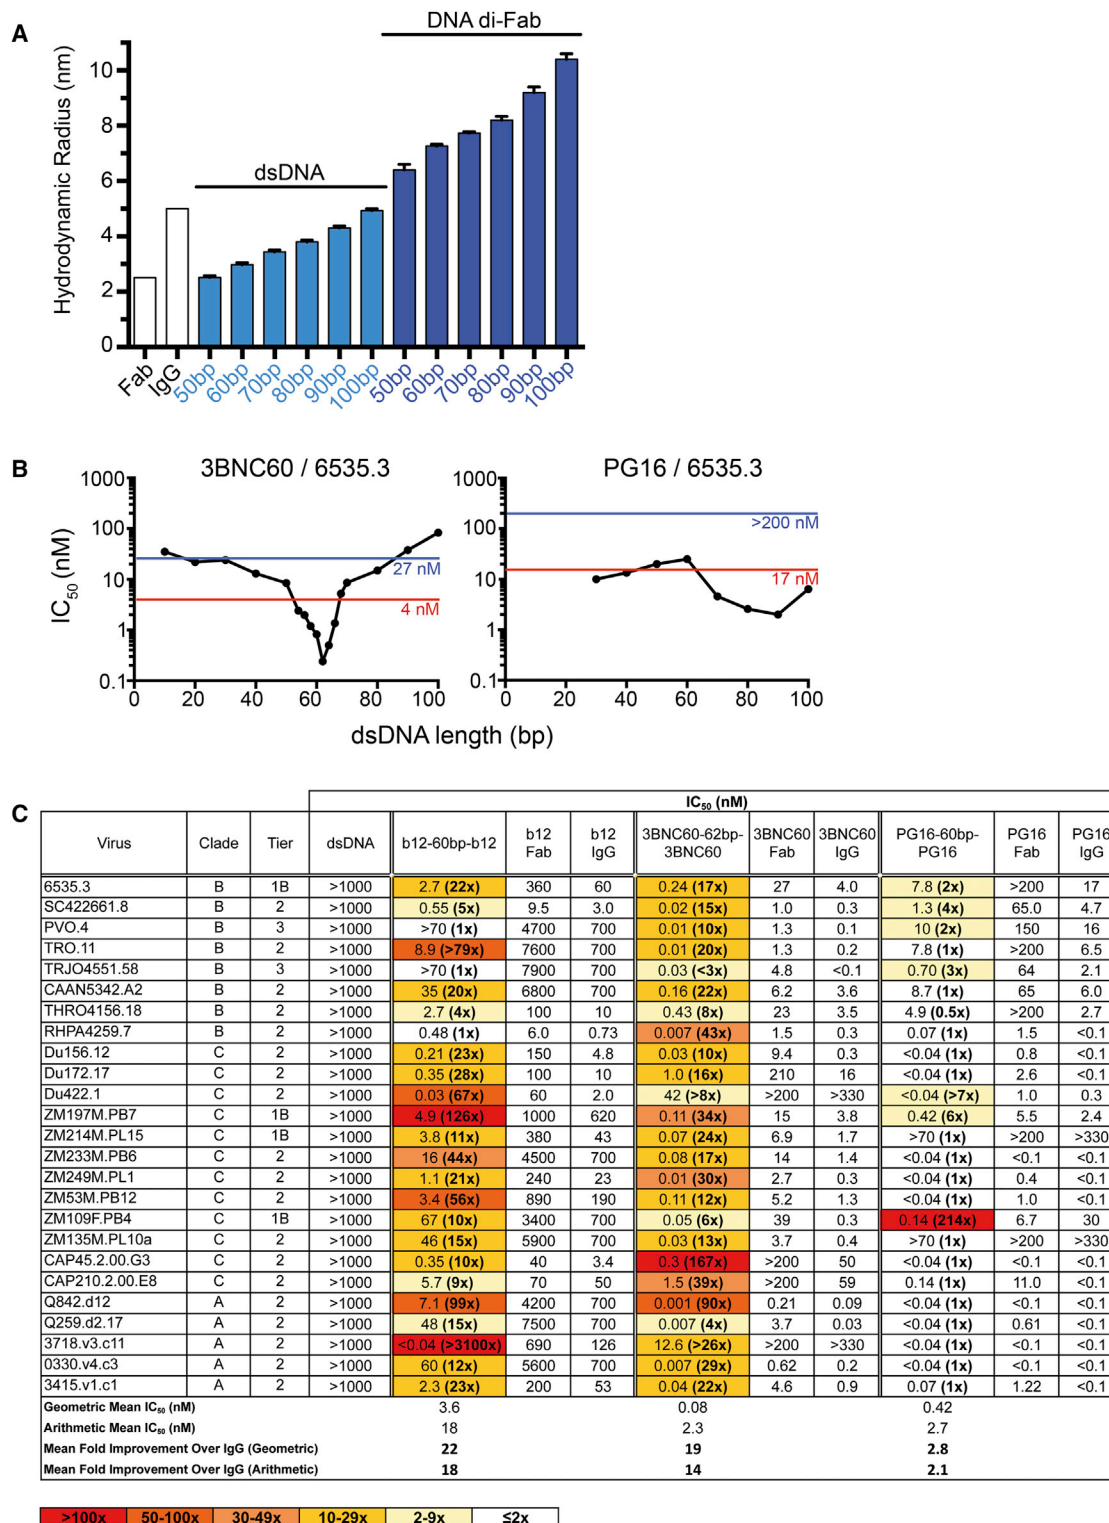 A
DNA di-Fab
Hydrodynamic Radius (nm)
10
8
6
4
2
0
dsDNA
Fab
IgG
50bp
60bp
70bp
80bp
90bp
100bp
50bp
60bp
70bp
80bp
90bp
100bp
B
3BNC60 / 6535.3
PG16 / 6535.3
IC50 (nM)
1000
100
10
1
0.1
27 nM
4 nM
0 20 40 60 80 100
1000
100
10
1
0.1
>200 nM
17 nM
0 20 40 60 80 100
dsDNA length (bp)
C
IC50 (nM)
Virus Clade Tier dsDNA b12-60bp-b12 b12 Fab b12 IgG 3BNC60-62bp-3BNC60 3BNC60 Fab 3BNC60 IgG PG16-60bp-PG16 PG16 Fab PG16 IgG
6535.3 B 1B >1000 2.7 (22x) 360 60 0.24 (17x) 27 4.0 7.8 (2x) >200 17
SC422661.8 B 2 >1000 0.55 (5x) 9.5 3.0 0.02 (15x) 1.0 0.3 1.3 (4x) 65.0 4.7
PVO.4 B 3 >1000 >70 (1x) 4700 700 0.01 (10x) 1.3 0.1 10 (2x) 150 16
TRO.11 B 2 >1000 8.9 (>79x) 7600 700 0.01 (20x) 1.3 0.2 7.8 (1x) >200 6.5
TRJO4551.58 B 3 >1000 >70 (1x) 7900 700 0.03 (<3x) 4.8 <0.1 0.70 (3x) 64 2.1
CAAN5342.A2 B 2 >1000 35 (20x) 6800 700 0.16 (22x) 6.2 3.6 8.7 (1x) 65 6.0
THRO4156.18 B 2 >1000 2.7 (4x) 100 10 0.43 (8x) 23 3.5 4.9 (0.5x) >200 2.7
RHPA4259.7 B 2 >1000 0.48 (1x) 6.0 0.73 0.007 (43x) 1.5 0.3 0.07 (1x) 1.5 <0.1
Du156.12 C 2 >1000 0.21 (23x) 150 4.8 0.03 (10x) 9.4 0.3 <0.04 (1x) 0.8 <0.1
Du172.17 C 2 >1000 0.35 (28x) 100 10 1.0 (16x) 210 16 <0.04 (1x) 2.6 <0.1
Du422.1 C 2 >1000 0.03 (67x) 60 2.0 42 (>8x) >200 >330 <0.04 (>7x) 1.0 0.3
ZM197M.PB7 C 1B >1000 4.9 (126x) 1000 620 0.11 (34x) 15 3.8 0.42 (6x) 5.5 2.4
ZM214M.PL15 C 1B >1000 3.8 (11x) 380 43 0.07 (24x) 6.9 1.7 >70 (1x) >200 >330
ZM233M.PB6 C 2 >1000 16 (44x) 4500 700 0.08 (17x) 14 1.4 <0.04 (1x) <0.1 <0.1
ZM249M.PL1 C 2 >1000 1.1 (21x) 240 23 0.01 (30x) 2.7 0.3 <0.04 (1x) 0.4 <0.1
ZM53M.PB12 C 2 >1000 3.4 (56x) 890 190 0.11 (12x) 5.2 1.3 <0.04 (1x) 1.0 <0.1
ZM109F.PB4 C 1B >1000 67 (10x) 3400 700 0.05 (6x) 39 0.3 0.14 (214x) 6.7 30
ZM135M.PL10a C 2 >1000 46 (15x) 5900 700 0.03 (13x) 3.7 0.4 >70 (1x) >200 >330
CAP45.2.00.G3 C 2 >1000 0.35 (10x) 40 3.4 0.3 (167x) >200 50 <0.04 (1x) <0.1 <0.1
CAP210.2.00.E8 C 2 >1000 5.7 (9x) 70 50 1.5 (39x) >200 59 0.14 (1x) 11.0 <0.1
Q842.d12 A 2 >1000 7.1 (99x) 4200 700 0.001 (90x) 0.21 0.09 <0.04 (1x) <0.1 <0.1
Q259.d2.17 A 2 >1000 48 (15x) 7500 700 0.007 (4x) 3.7 0.03 <0.04 (1x) 0.61 <0.1
3718.v3.c11 A 2 >1000 <0.04 (>3100x) 690 126 12.6 (>26x) >200 >330 <0.04 (1x) <0.1 <0.1
0330.v4.c3 A 2 >1000 60 (12x) 5600 700 0.007 (29x) 0.62 0.2 <0.04 (1x) <0.1 <0.1
3415.v1.c1 A 2 >1000 2.3 (23x) 200 53 0.04 (22x) 4.6 0.9 0.07 (1x) 1.22 <0.1
Geometric Mean IC50 (nM) 3.6 0.08 0.42
Arithmetic Mean IC50 (nM) 18 2.3 2.7
Mean Fold Improvement Over IgG (Geometric) 22 19 2.8
Mean Fold Improvement Over IgG (Arithmetic) 18 14 2.1
>100x 50-100x 30-49x 10-29x 2-9x ≤2x